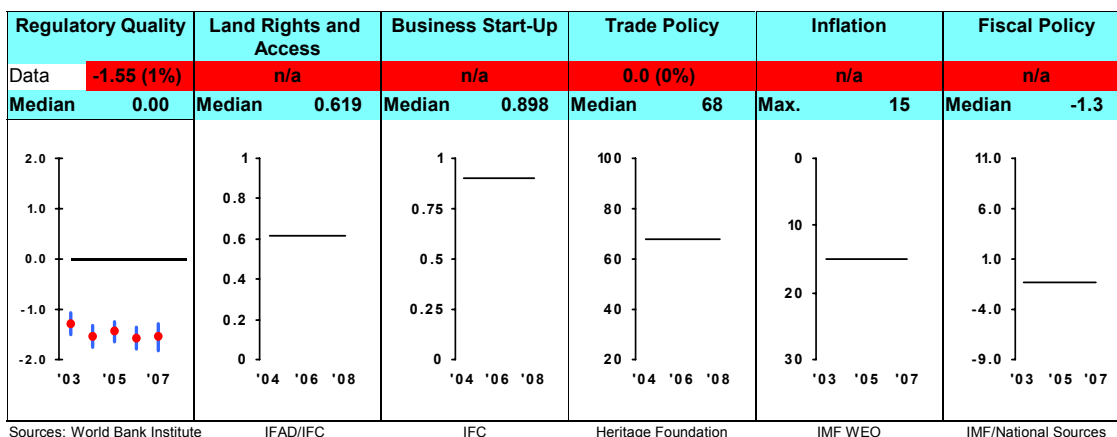 Regulatory Quality Land Rights and Access Business Start-Up Trade Policy Inflation Fiscal Policy
Data -1.55 (1%) n/a n/a 0.0 (0%) n/a n/a
Median 0.00 Median 0.619 Median 0.898 Median 68 Max. 15 Median -1.3
2.0 1 1 100 0 11.0
0.8
1.0 0.75 80 6.0
0.6 10
0.0 0.5 60 1.0
0.4 20
-1.0 0.25 40 -4.0
0.2
-2.0 0 0 20 30 -9.0
'03 '05 '07 '04 '06 '08 '04 '06 '08 '04 '06 '08 '03 '05 '07 '03 '05 '07
Sources: World Bank Institute IFAD/IFC IFC Heritage Foundation IMF WEO IMF/National Sources